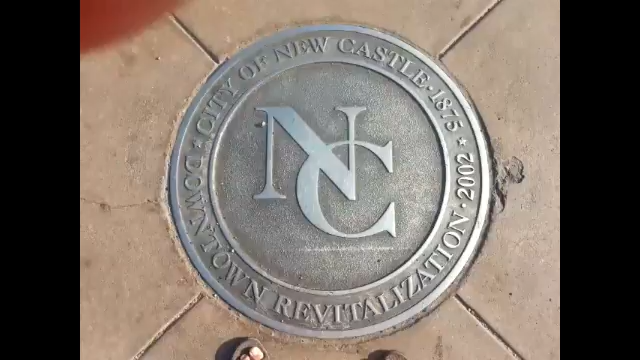 CITY OF NEW CASTLE · 1875 ★
DOWNTOWN REVITALIZATION · 2002 ★
NC